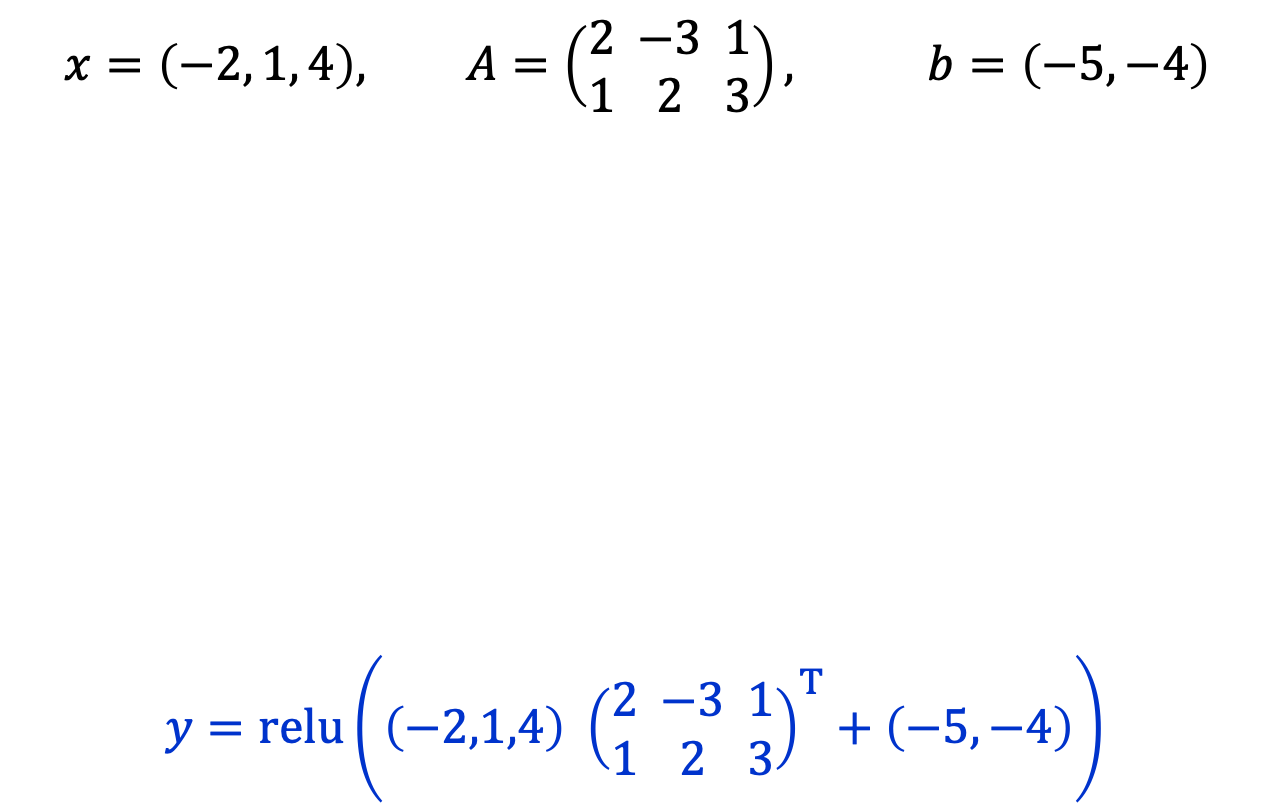 x = (−2, 1, 4),   A = (2 −3 1; 1 2 3),   b = (−5, −4)
y = relu((−2,1,4) (2 −3 1; 1 2 3)ᵀ + (−5, −4))